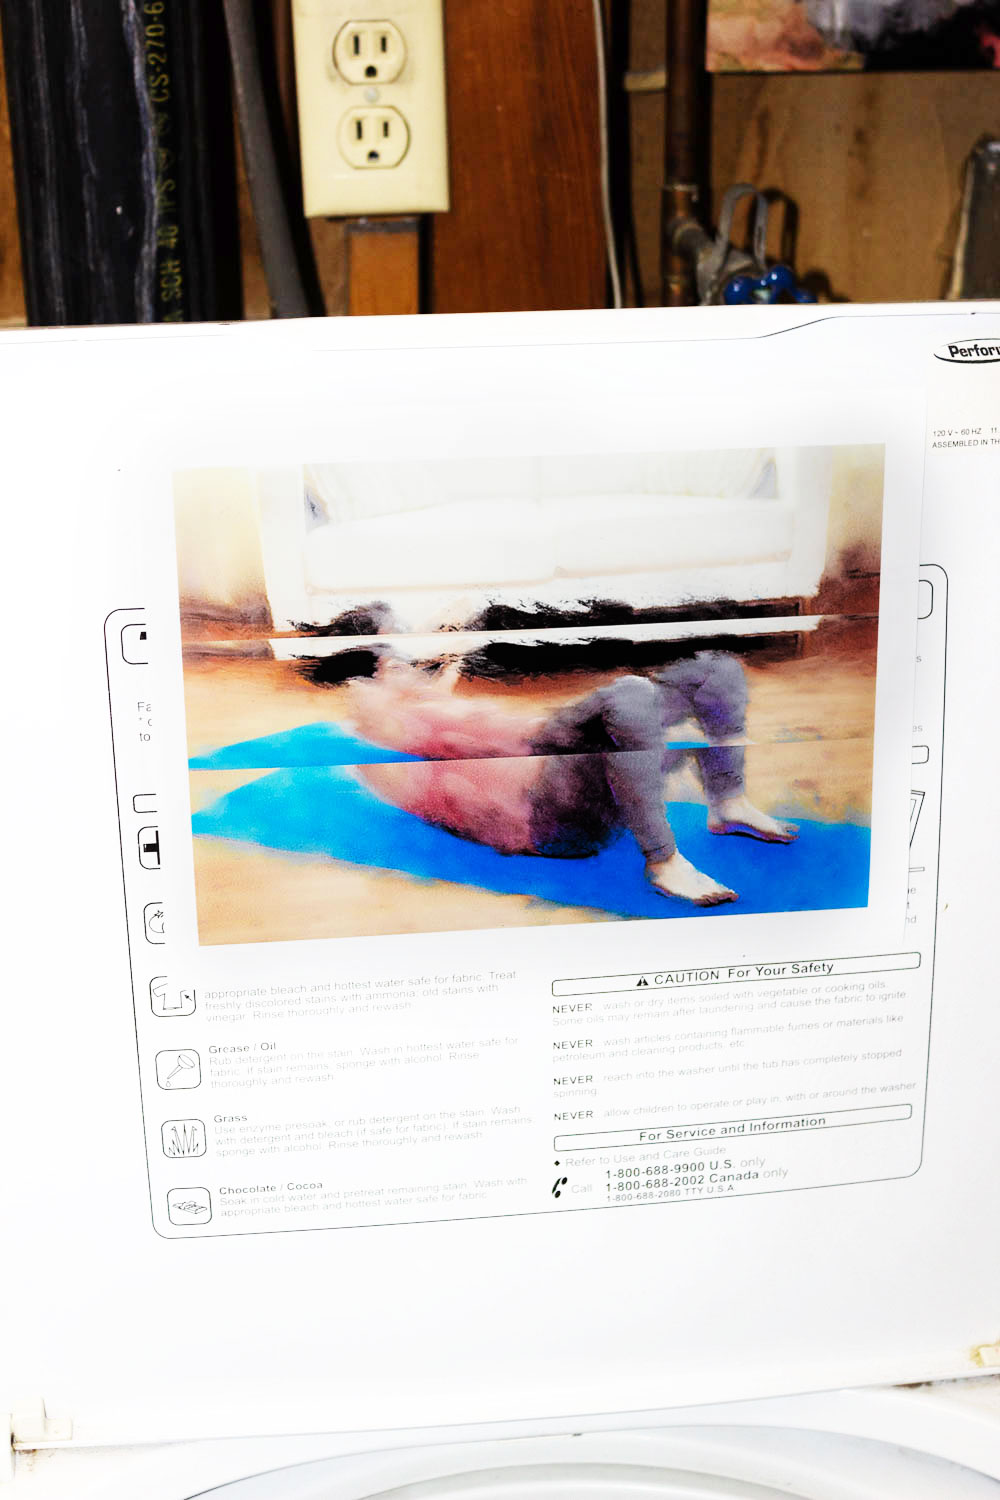 SCH 40 IPS CS-270-6
Perfor
120 V ~ 60 HZ 11
ASSEMBLED IN TH
Fa
to
appropriate bleach and hottest water safe for fabric. Treat
freshly discolored stains with ammonia; old stains with
vinegar. Rinse thoroughly and rewash.
Grease / Oil
Rub detergent on the stain. Wash in hottest water safe for
fabric. If stain remains, sponge with alcohol. Rinse
thoroughly and rewash.
Grass
Use enzyme presoak, or rub detergent on the stain. Wash
with detergent and bleach (if safe for fabric). If stain remains,
sponge with alcohol. Rinse thoroughly and rewash.
Chocolate / Cocoa
Soak in cold water and pretreat remaining stain. Wash with
appropriate bleach and hottest water safe for fabric.
CAUTION For Your Safety
NEVER wash or dry items soiled with vegetable or cooking oils.
Some oils may remain after laundering and cause the fabric to ignite.
NEVER wash articles containing flammable fumes or materials like
petroleum and cleaning products, etc.
NEVER reach into the washer until the tub has completely stopped
spinning.
NEVER allow children to operate or play in, with or around the washer.
For Service and Information
Refer to Use and Care Guide
Call 1-800-688-9900 U.S. only
1-800-688-2002 Canada only
1-800-688-2080 TTY U.S.A.